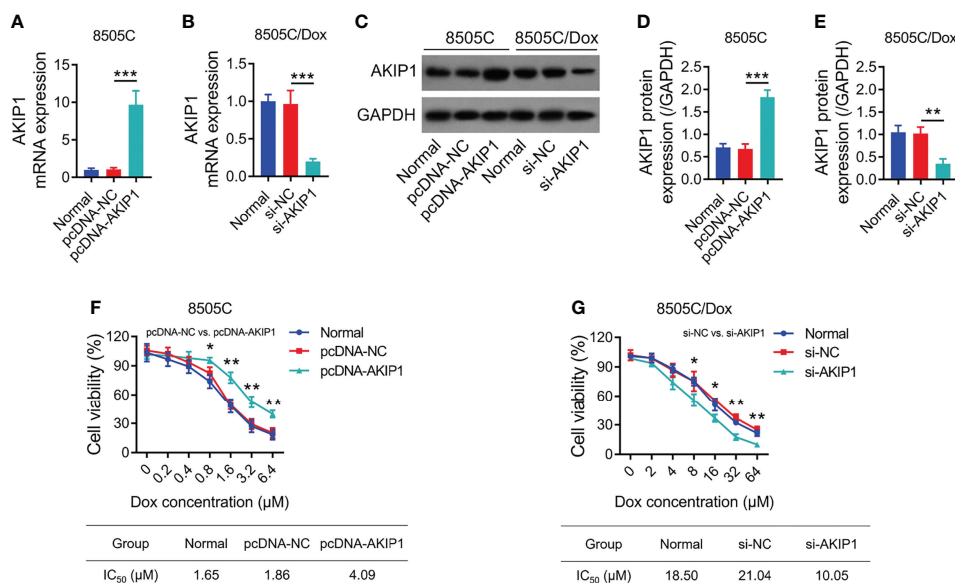 A
8505C
AKIP1
mRNA expression
15
10
5
0
***
Normal
pcDNA-NC
pcDNA-AKIP1
B
8505C/Dox
AKIP1
mRNA expression
1.5
1.0
0.5
0.0
***
Normal
si-NC
si-AKIP1
C
8505C 8505C/Dox
AKIP1
GAPDH
Normal
pcDNA-NC
pcDNA-AKIP1
Normal
si-NC
si-AKIP1
D
8505C
AKIP1 protein
expression (/GAPDH)
2.5
2.0
1.5
1.0
0.5
0.0
***
Normal
pcDNA-NC
pcDNA-AKIP1
E
8505C/Dox
AKIP1 protein
expression (/GAPDH)
2.5
2.0
1.5
1.0
0.5
0.0
**
Normal
si-NC
si-AKIP1
F
8505C
pcDNA-NC vs. pcDNA-AKIP1
Normal
pcDNA-NC
pcDNA-AKIP1
* ** ** **
Cell viability (%)
120
90
60
30
0
0 0.2 0.4 0.8 1.6 3.2 6.4
Dox concentration (μM)
Group Normal pcDNA-NC pcDNA-AKIP1
IC50 (μM) 1.65 1.86 4.09
G
8505C/Dox
si-NC vs. si-AKIP1
Normal
si-NC
si-AKIP1
* * ** **
Cell viability (%)
120
90
60
30
0
0 2 4 8 16 32 64
Dox concentration (μM)
Group Normal si-NC si-AKIP1
IC50 (μM) 18.50 21.04 10.05